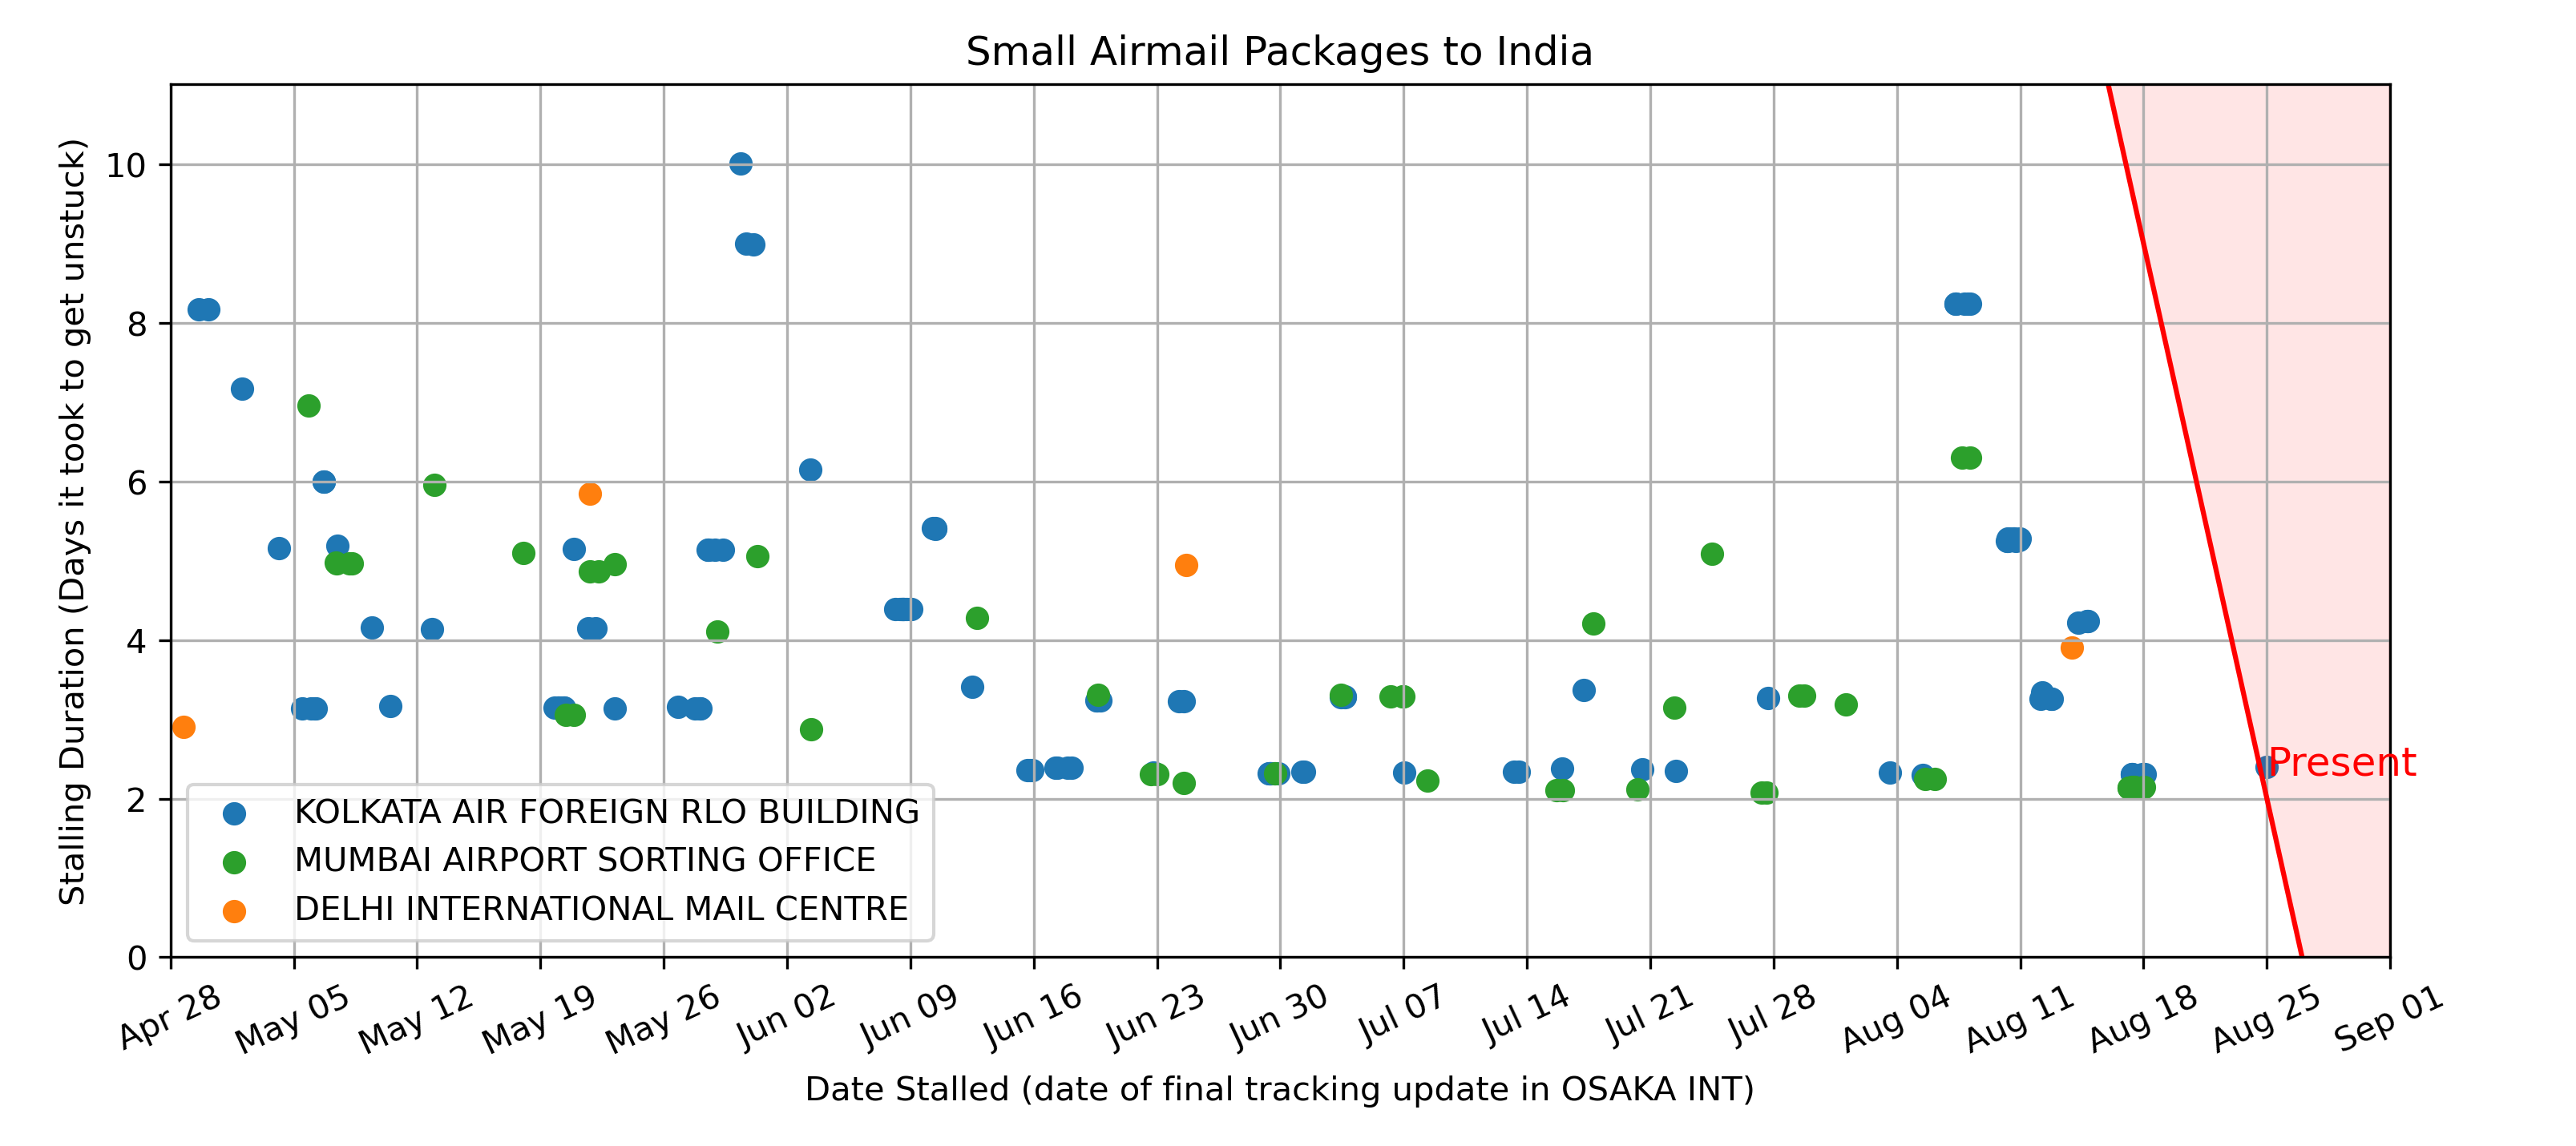 Small Airmail Packages to India
Stalling Duration (Days it took to get unstuck)
10
8
6
4
2
0
Present
KOLKATA AIR FOREIGN RLO BUILDING
MUMBAI AIRPORT SORTING OFFICE
DELHI INTERNATIONAL MAIL CENTRE
Apr 28 May 05 May 12 May 19 May 26 Jun 02 Jun 09 Jun 16 Jun 23 Jun 30 Jul 07 Jul 14 Jul 21 Jul 28 Aug 04 Aug 11 Aug 18 Aug 25 Sep 01
Date Stalled (date of final tracking update in OSAKA INT)